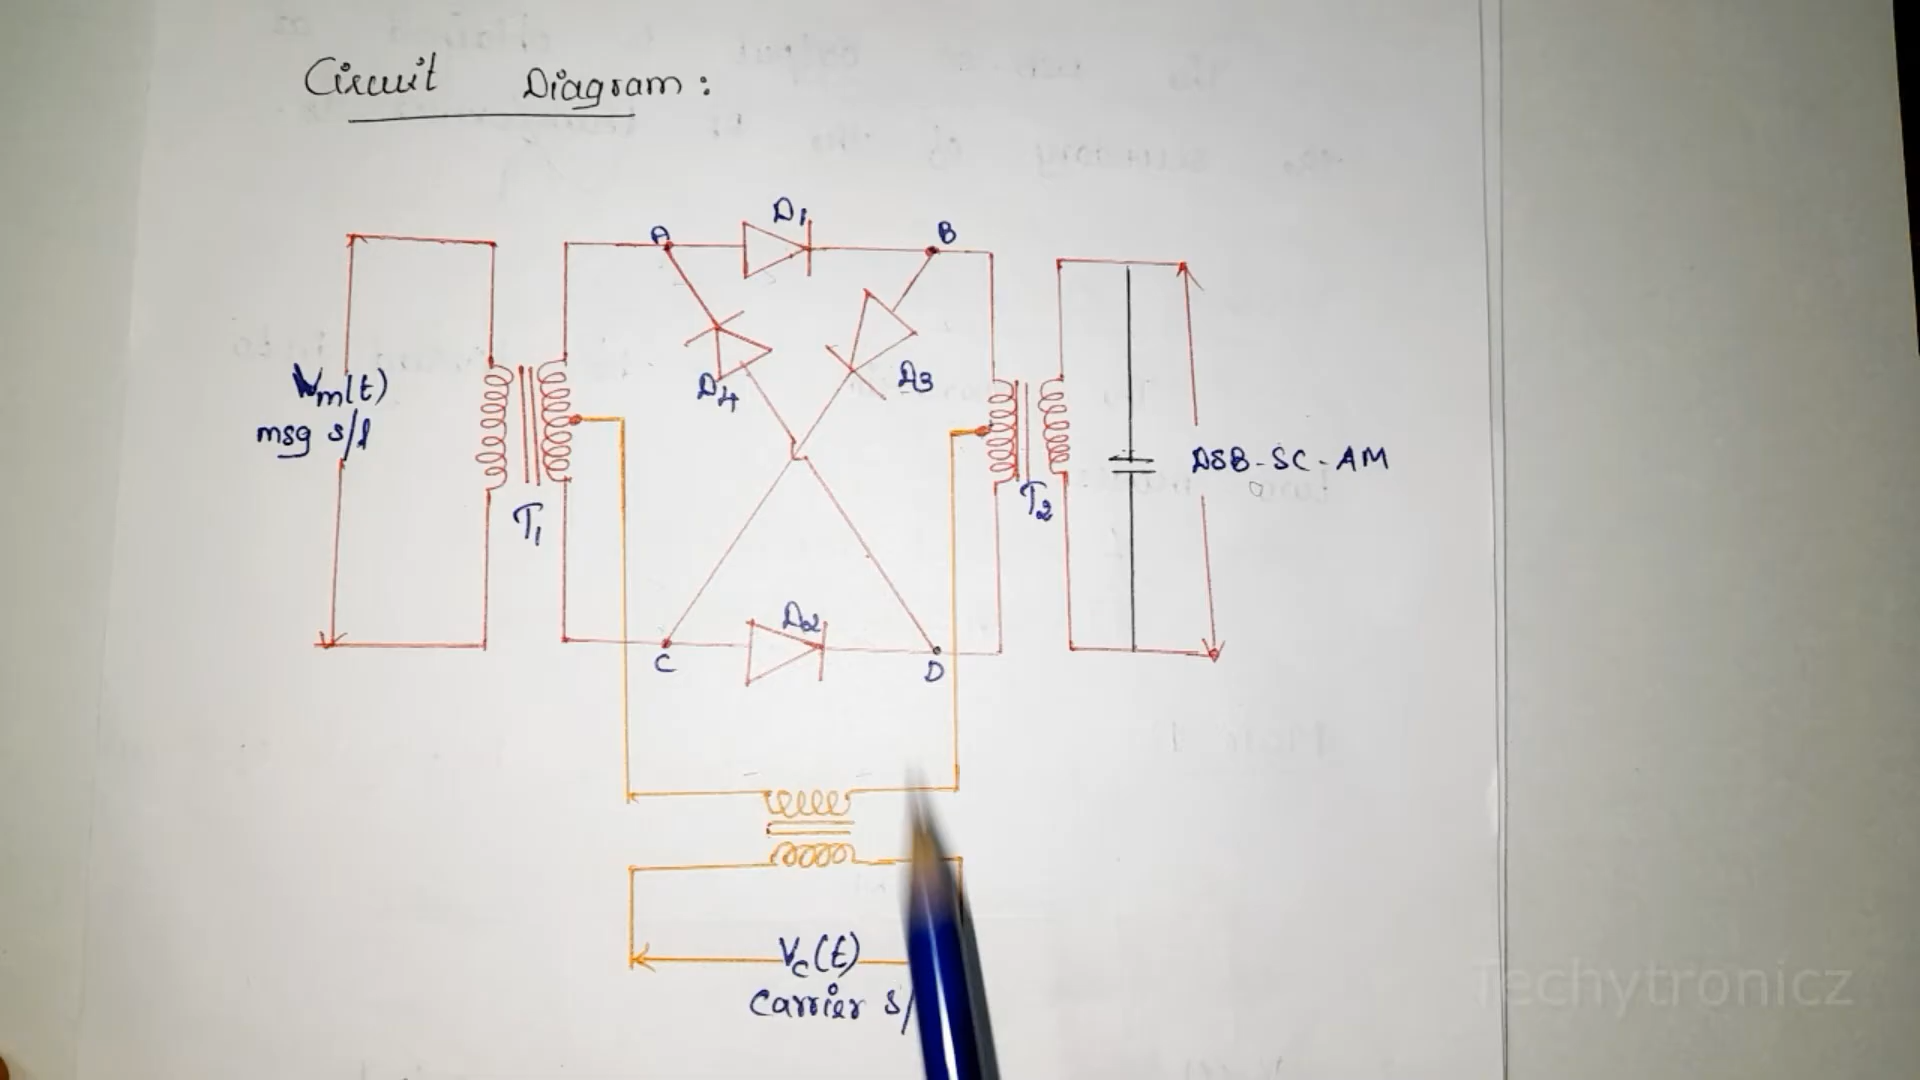 Circuit Diagram:
D1
A
B
Vm(t)
msg s/l
D4
D3
DSB-SC-AM
T1
T2
D2
C
D
Vc(t)
Carrier s/
Techytronicz